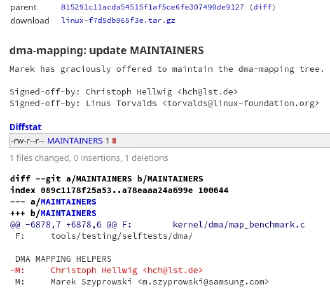 parent 815291c11acda54515f1af5ce6fe307490de9127 (diff)
download linux-f7d5db965f3e.tar.gz
dma-mapping: update MAINTAINERS
Marek has graciously offered to maintain the dma-mapping tree.
Signed-off-by: Christoph Hellwig <hch@lst.de>
Signed-off-by: Linus Torvalds <torvalds@linux-foundation.org>
Diffstat
-rw-r--r-- MAINTAINERS 1
1 files changed, 0 insertions, 1 deletions
diff --git a/MAINTAINERS b/MAINTAINERS
index 089c1178f25a53..a78eaaa24a699e 100644
--- a/MAINTAINERS
+++ b/MAINTAINERS
@@ -6878,7 +6878,6 @@ F: kernel/dma/map_benchmark.c
F: tools/testing/selftests/dma/
DMA MAPPING HELPERS
-M: Christoph Hellwig <hch@lst.de>
M: Marek Szyprowski <m.szyprowski@samsung.com>